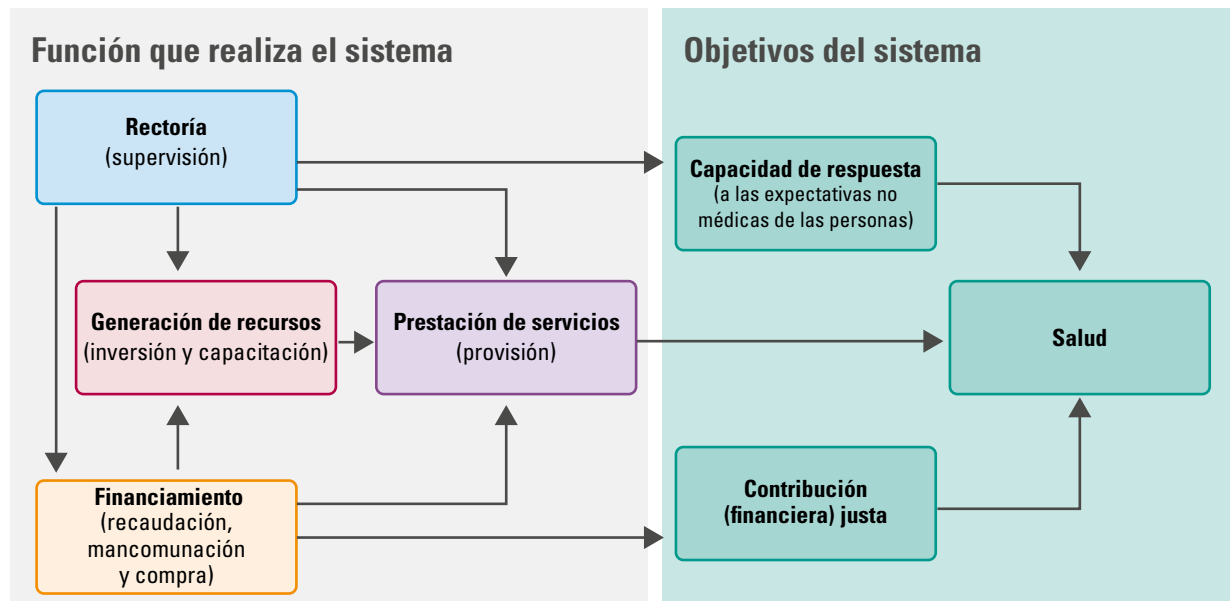 Función que realiza el sistema
Rectoría
(supervisión)
Generación de recursos
(inversión y capacitación)
Prestación de servicios
(provisión)
Financiamiento
(recaudación,
mancomunación
y compra)
Objetivos del sistema
Capacidad de respuesta
(a las expectativas no
médicas de las personas)
Salud
Contribución
(financiera) justa